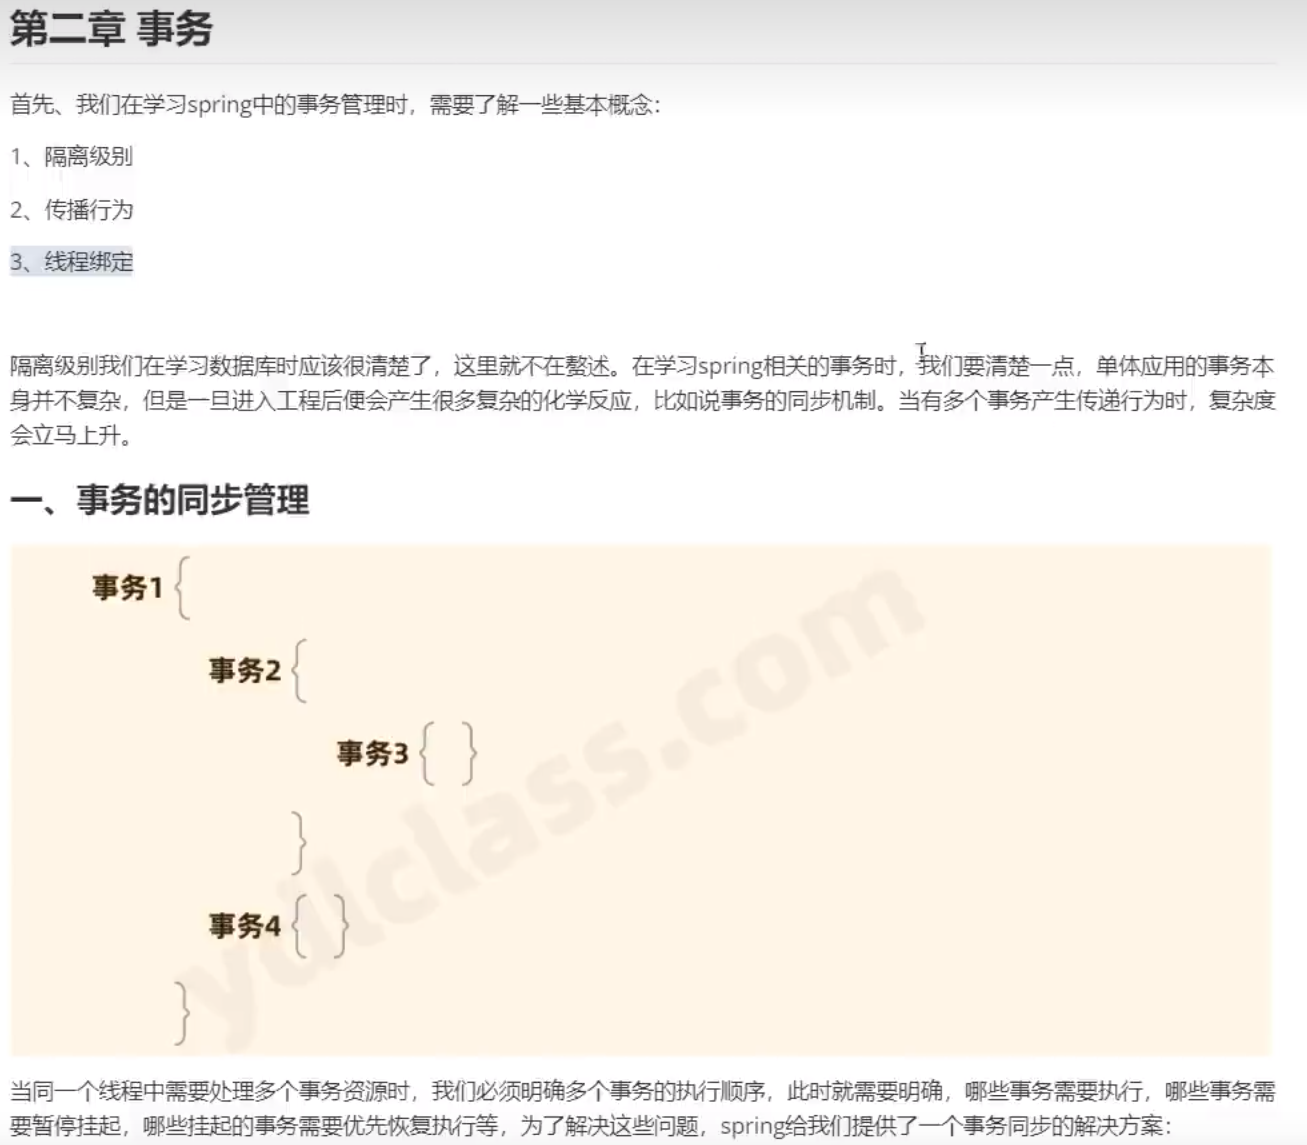 第二章 事务
首先、我们在学习spring中的事务管理时，需要了解一些基本概念：
1、隔离级别
2、传播行为
3、线程绑定
隔离级别我们在学习数据库时应该很清楚了，这里就不在螯述。在学习spring相关的事务时，我们要清楚一点，单体应用的事务本
身并不复杂，但是一旦进入工程后便会产生很多复杂的化学反应，比如说事务的同步机制。当有多个事务产生传递行为时，复杂度
会立马上升。
一、事务的同步管理
事务1 {
事务2 {
事务3 { }
}
事务4 { }
}
ydlclass.com
当同一个线程中需要处理多个事务资源时，我们必须明确多个事务的执行顺序，此时就需要明确，哪些事务需要执行，哪些事务需
要暂停挂起，哪些挂起的事务需要优先恢复执行等，为了解决这些问题，spring给我们提供了一个事务同步的解决方案：